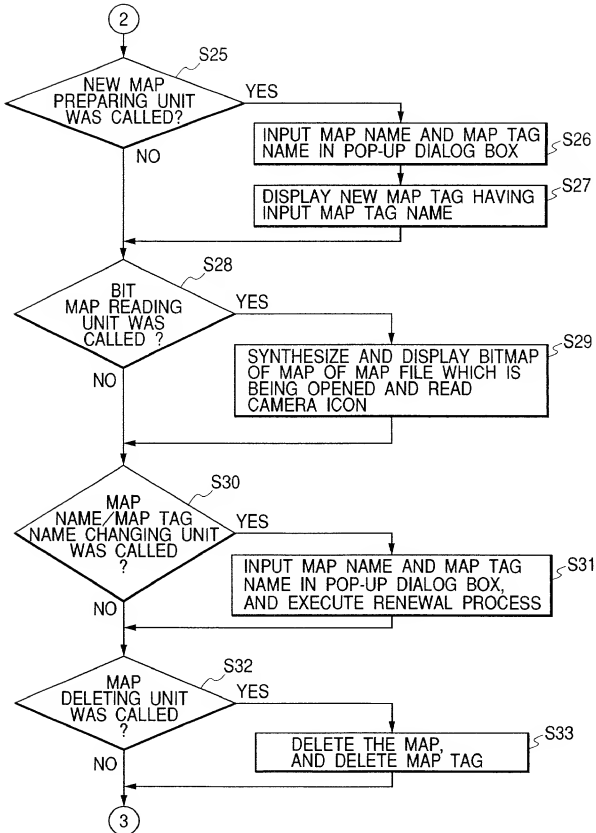 2
S25
NEW MAP
PREPARING UNIT
WAS CALLED?
YES
NO
INPUT MAP NAME AND MAP TAG
NAME IN POP-UP DIALOG BOX
S26
DISPLAY NEW MAP TAG HAVING
INPUT MAP TAG NAME
S27
S28
BIT
MAP READING
UNIT WAS
CALLED ?
YES
NO
SYNTHESIZE AND DISPLAY BITMAP
OF MAP OF MAP FILE WHICH IS
BEING OPENED AND READ
CAMERA ICON
S29
S30
MAP
NAME/MAP TAG
NAME CHANGING UNIT
WAS CALLED
?
YES
NO
INPUT MAP NAME AND MAP TAG
NAME IN POP-UP DIALOG BOX,
AND EXECUTE RENEWAL PROCESS
S31
S32
MAP
DELETING UNIT
WAS CALLED
?
YES
NO
DELETE THE MAP,
AND DELETE MAP TAG
S33
3